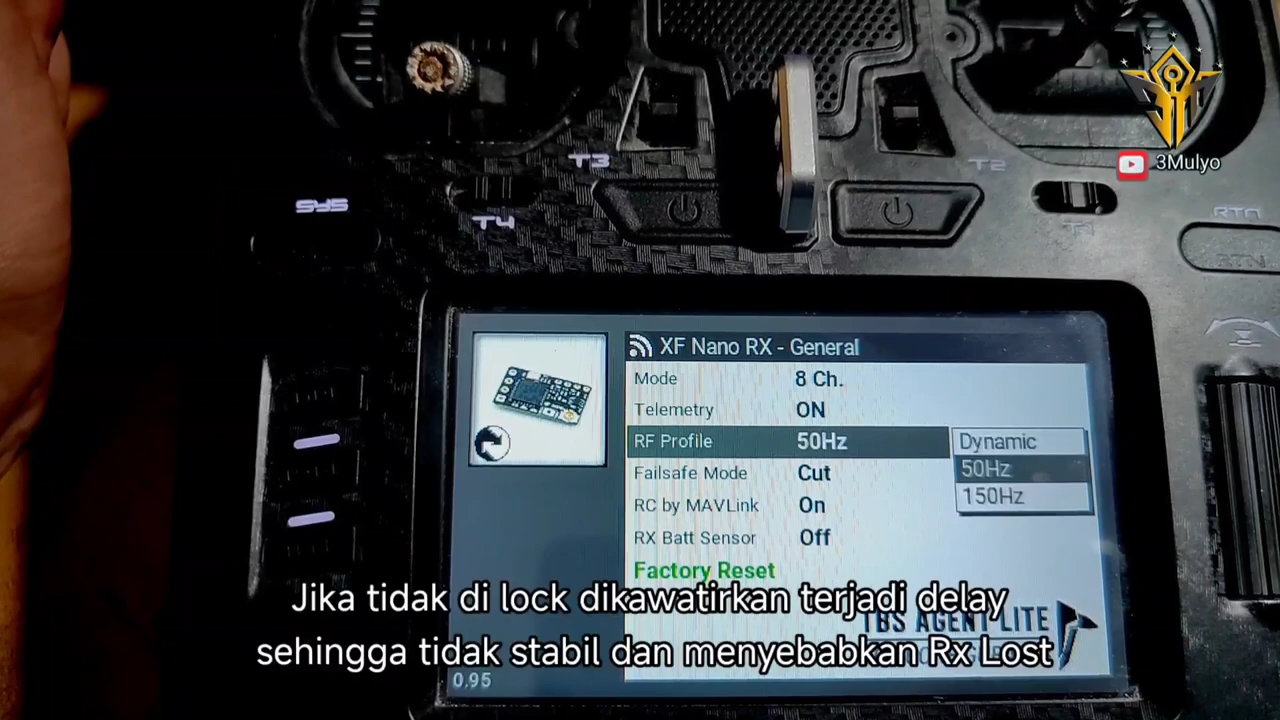 3Mulyo
T3
T2
SYS
T4
T1
RTN
XF Nano RX - General
Mode 8 Ch.
Telemetry ON
RF Profile 50Hz Dynamic
50Hz
Failsafe Mode Cut
150Hz
RC by MAVLink On
RX Batt Sensor Off
Factory Reset
Jika tidak di lock dikawatirkan terjadi delay
TBS AGENT LITE
sehingga tidak stabil dan menyebabkan Rx Lost
0.95